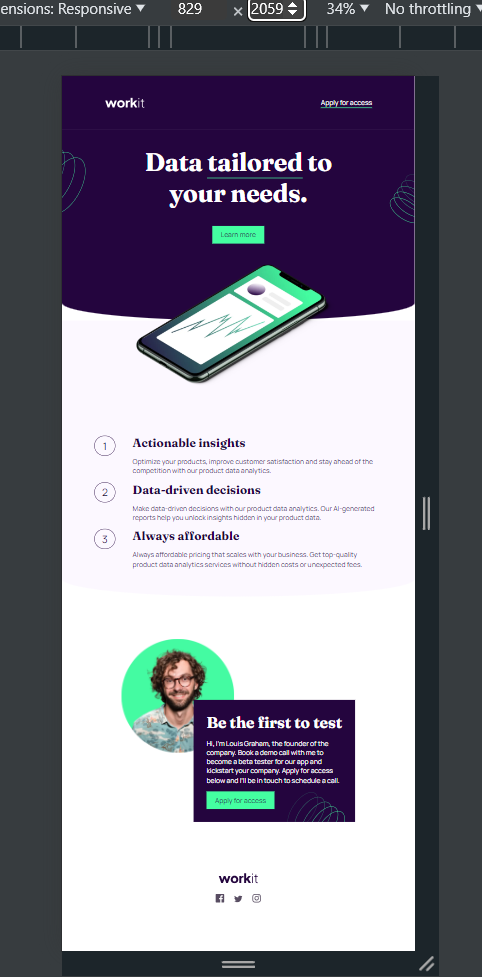 ensions: Responsive ▼ 829 × 2059 34% ▼ No throttling ▼
workit Apply for access
Data tailored to
your needs.
Learn more
1 Actionable insights
Optimize your products, improve customer satisfaction and stay ahead of the
competition with our product data analytics.
2 Data-driven decisions
Make data-driven decisions with our product data analytics. Our AI-generated
reports help you unlock insights hidden in your product data.
3 Always affordable
Always affordable pricing that scales with your business. Get top-quality
product data analytics services without hidden costs or unexpected fees.
Be the first to test
Hi, I'm Louis Graham, the founder of the
company. Book a demo call with me to
become a beta tester for our app and
kickstart your company. Apply for access
below and I'll be in touch to schedule a call.
Apply for access
workit